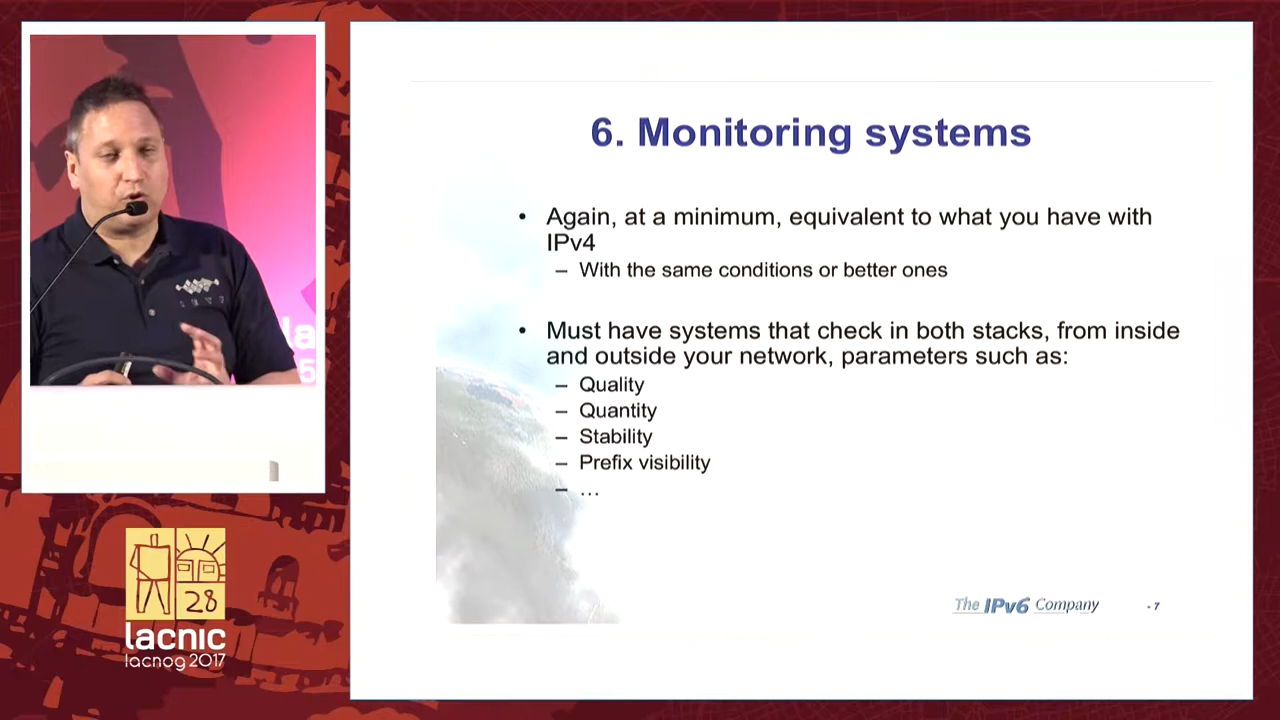 6. Monitoring systems
• Again, at a minimum, equivalent to what you have with
IPv4
– With the same conditions or better ones
• Must have systems that check in both stacks, from inside
and outside your network, parameters such as:
– Quality
– Quantity
– Stability
– Prefix visibility
– ...
The IPv6 Company
- 7
la
5
28
lacnic
lacnog 2017